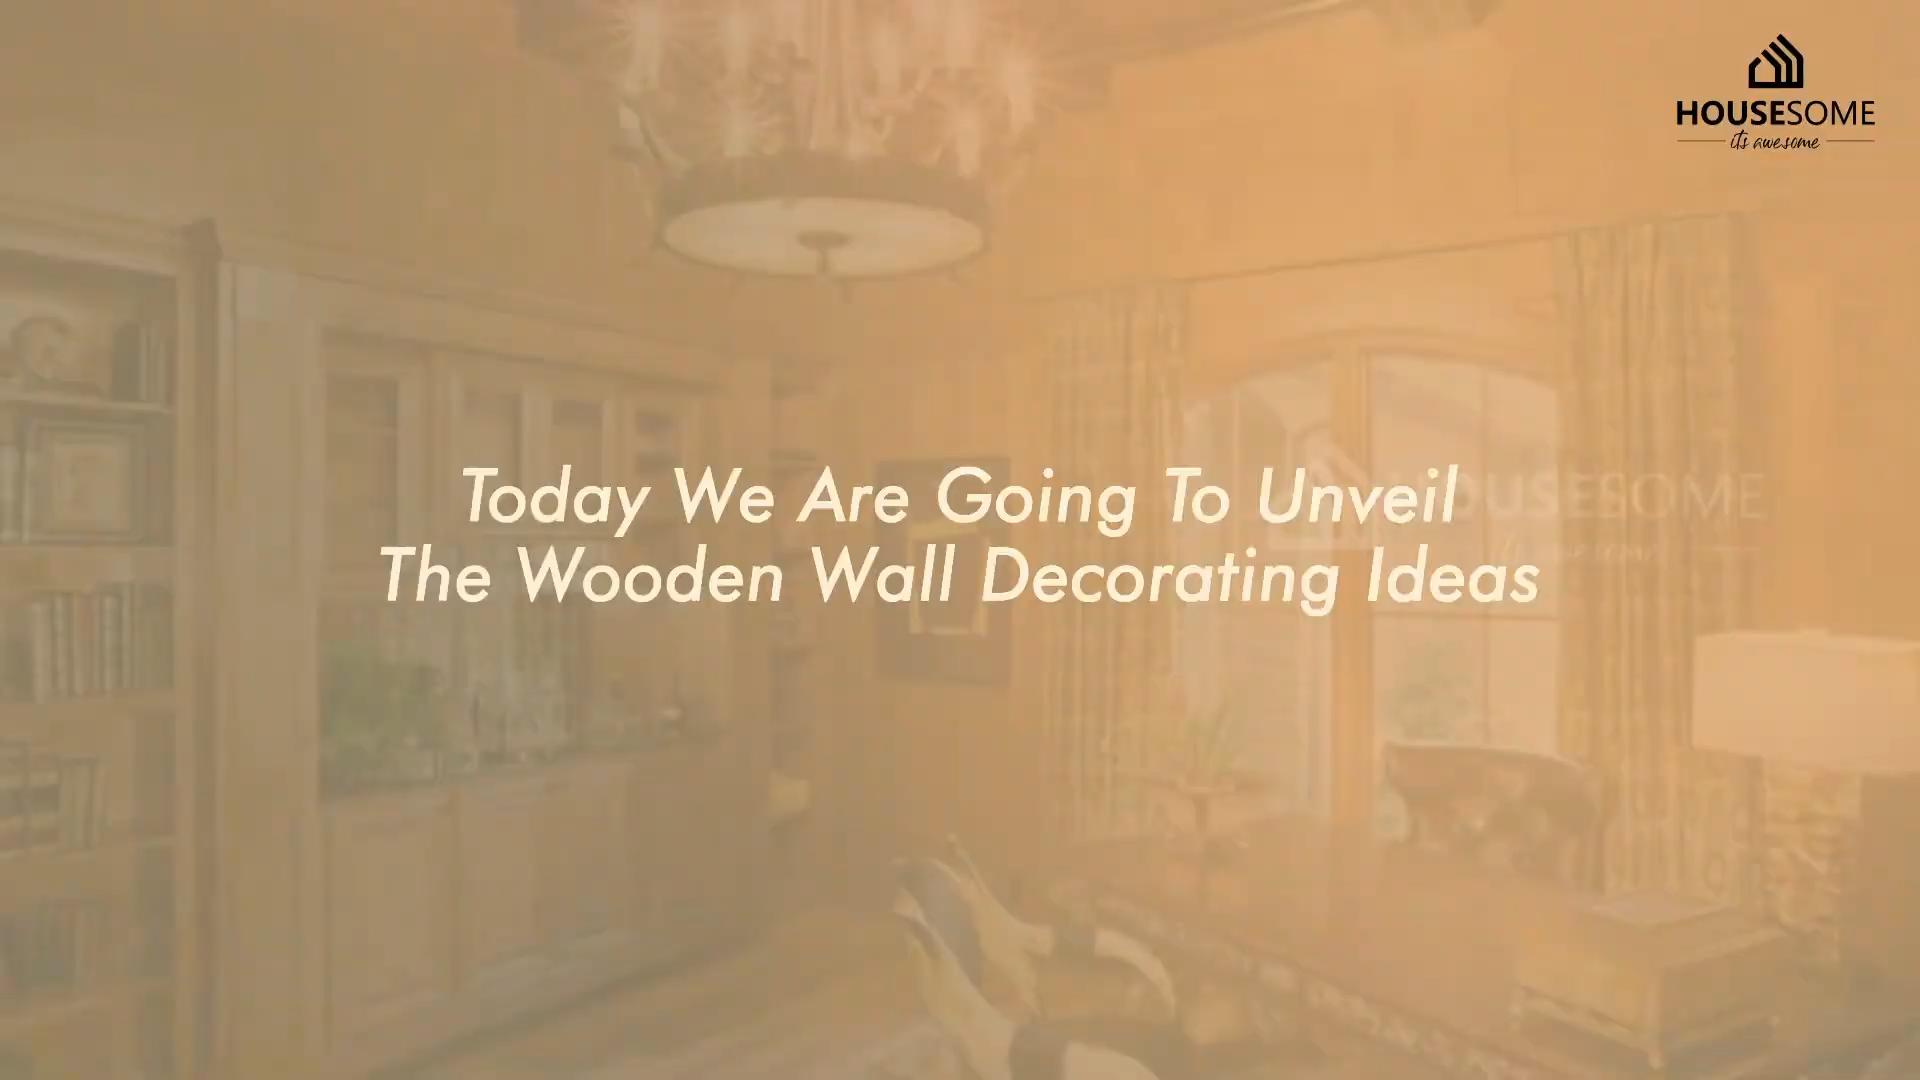 HOUSESOME
its awesome
Today We Are Going To Unveil
The Wooden Wall Decorating Ideas